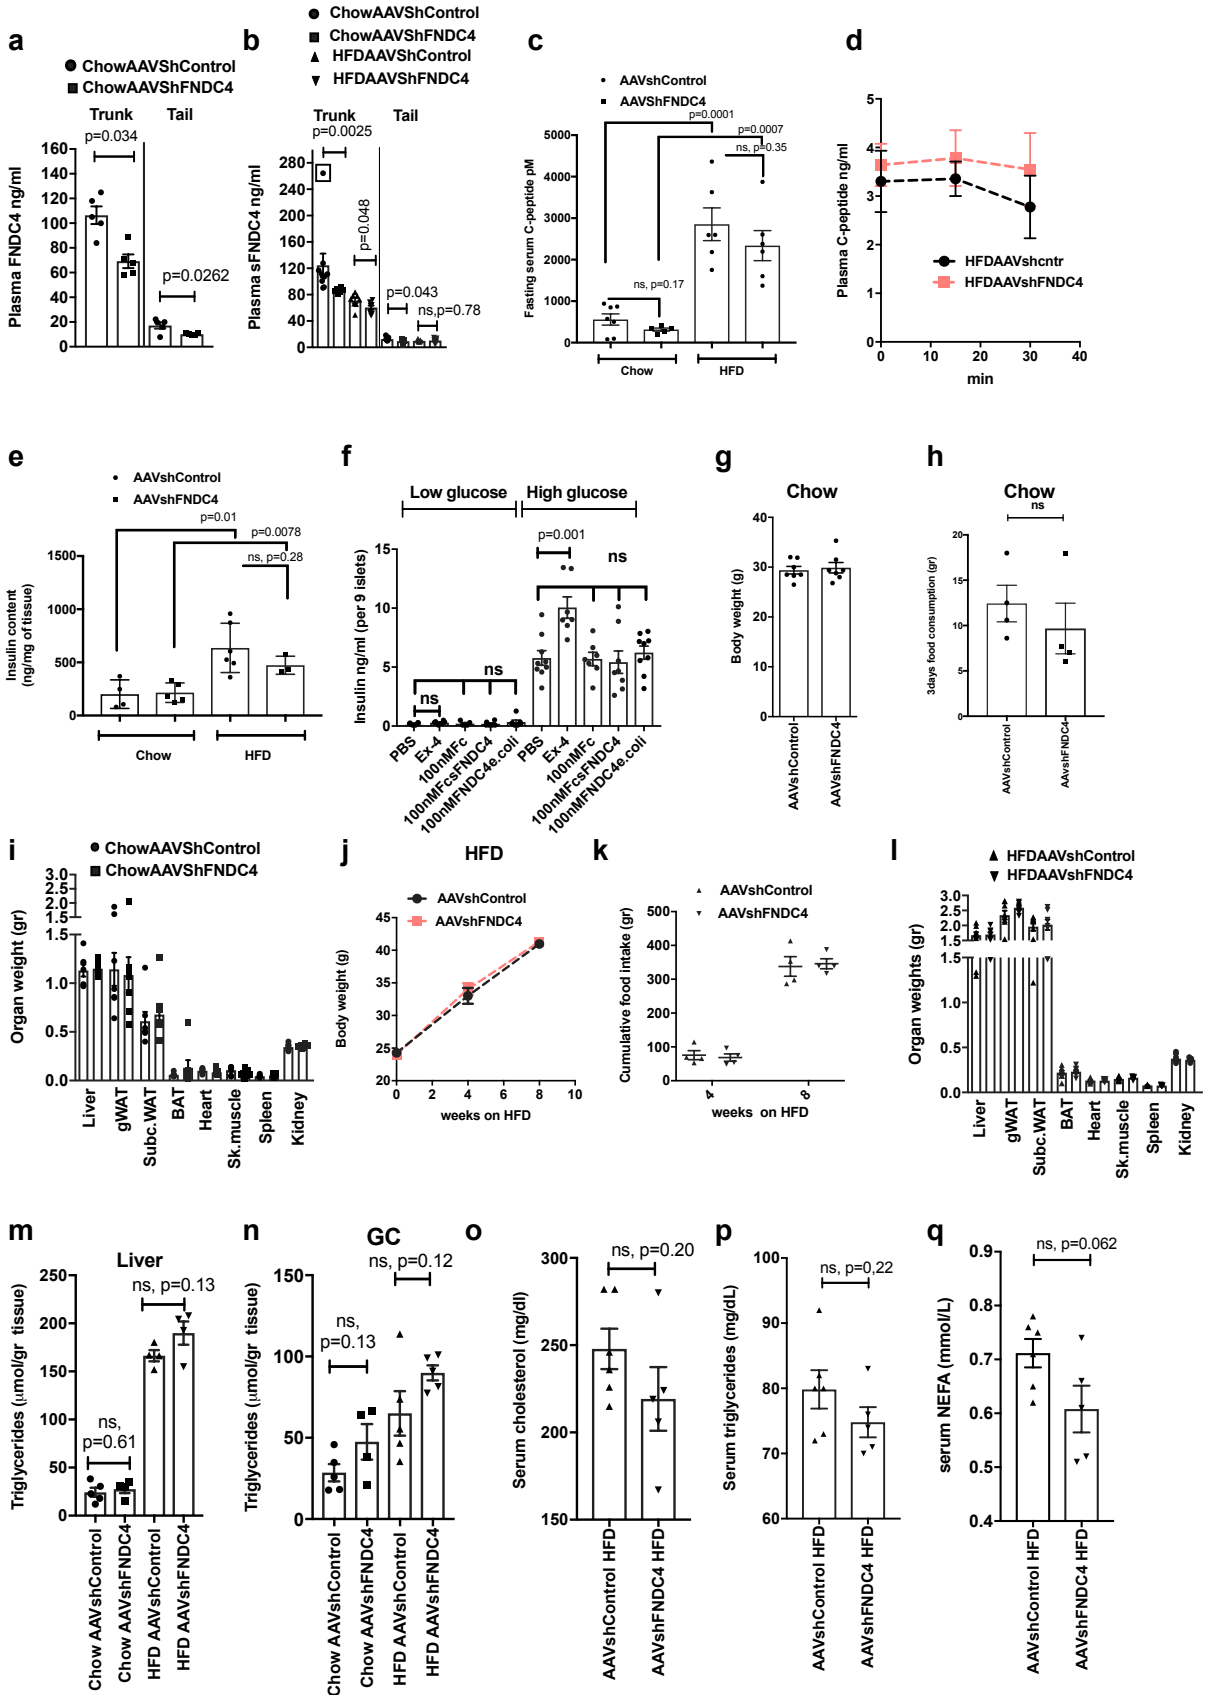 a
ChowAAVShControl
ChowAAVShFNDC4
Trunk
Tail
p=0.034
p=0.0262
Plasma FNDC4 ng/ml
160
140
120
100
80
60
40
20
0
b
ChowAAVShControl
ChowAAVShFNDC4
HFDAAVShControl
HFDAAVShFNDC4
Trunk
Tail
p=0.0025
p=0.048
p=0.043
ns,p=0.78
Plasma sFNDC4 ng/ml
280
240
200
160
120
80
40
0
c
AAVshControl
AAVShFNDC4
p=0.0001
p=0.0007
ns, p=0.35
ns, p=0.17
Fasting serum C-peptide pM
5000
4000
3000
2000
1000
0
Chow
HFD
d
Plasma C-peptide ng/ml
5
4
3
2
1
0
HFDAAVshcntr
HFDAAVshFNDC4
0
10
20
30
40
min
e
AAVshControl
AAVshFNDC4
p=0.01
p=0.0078
ns, p=0.28
Insulin content
(ng/mg of tissue)
1500
1000
500
0
Chow
HFD
f
Low glucose
High glucose
p=0.001
ns
ns
ns
Insulin ng/ml (per 9 islets)
15
10
5
0
PBS
Ex-4
100nMFc
100nMFcsFNDC4
100nMFNDC4e.coli
PBS
Ex-4
100nMFc
100nMFcsFNDC4
100nMFNDC4e.coli
g
Chow
Body weight (g)
40
30
20
10
0
AAVshControl
AAVshFNDC4
h
Chow
ns
3days food consumption (gr)
20
15
10
5
0
AAVshControl
AAvshFNDC4
i
ChowAAVShControl
ChowAAVShFNDC4
Organ weight (gr)
3.0
2.5
2.0
1.5
1.5
1.0
0.5
0.0
Liver
gWAT
Subc.WAT
BAT
Heart
Sk.muscle
Spleen
Kidney
j
HFD
AAVshControl
AAVshFNDC4
Body weight (g)
45
40
35
30
25
20
0
2
4
6
8
10
weeks on HFD
k
AAVshControl
AAVshFNDC4
Cumulative food intake (gr)
500
400
300
200
100
0
4
8
weeks on HFD
l
HFDAAVshControl
HFDAAVshFNDC4
Organ weights (gr)
3.0
2.5
2.0
1.5
1.5
1.0
0.5
0.0
Liver
gWAT
Subc.WAT
BAT
Heart
Sk.muscle
Spleen
Kidney
m
Liver
ns, p=0.13
ns,
p=0.61
Triglycerides (μmol/gr tissue)
250
200
150
100
50
0
Chow AAVshControl
Chow AAVshFNDC4
HFD AAVshControl
HFD AAVshFNDC4
n
GC
ns, p=0.12
ns,
p=0.13
Triglycerides (μmol/gr tissue)
150
100
50
0
Chow AAVshControl
Chow AAVshFNDC4
HFD AAVshControl
HFD AAVshFNDC4
o
ns, p=0.20
Serum cholesterol (mg/dl)
300
250
200
150
AAVshControl HFD
AAVshFNDC4 HFD
p
ns, p=0,22
Serum triglycerides (mg/dL)
100
90
80
70
60
AAVshControl HFD
AAVshFNDC4 HFD
q
ns, p=0.062
serum NEFA (mmol/L)
0.9
0.8
0.7
0.6
0.5
0.4
AAVshControl HFD
AAVshFNDC4 HFD